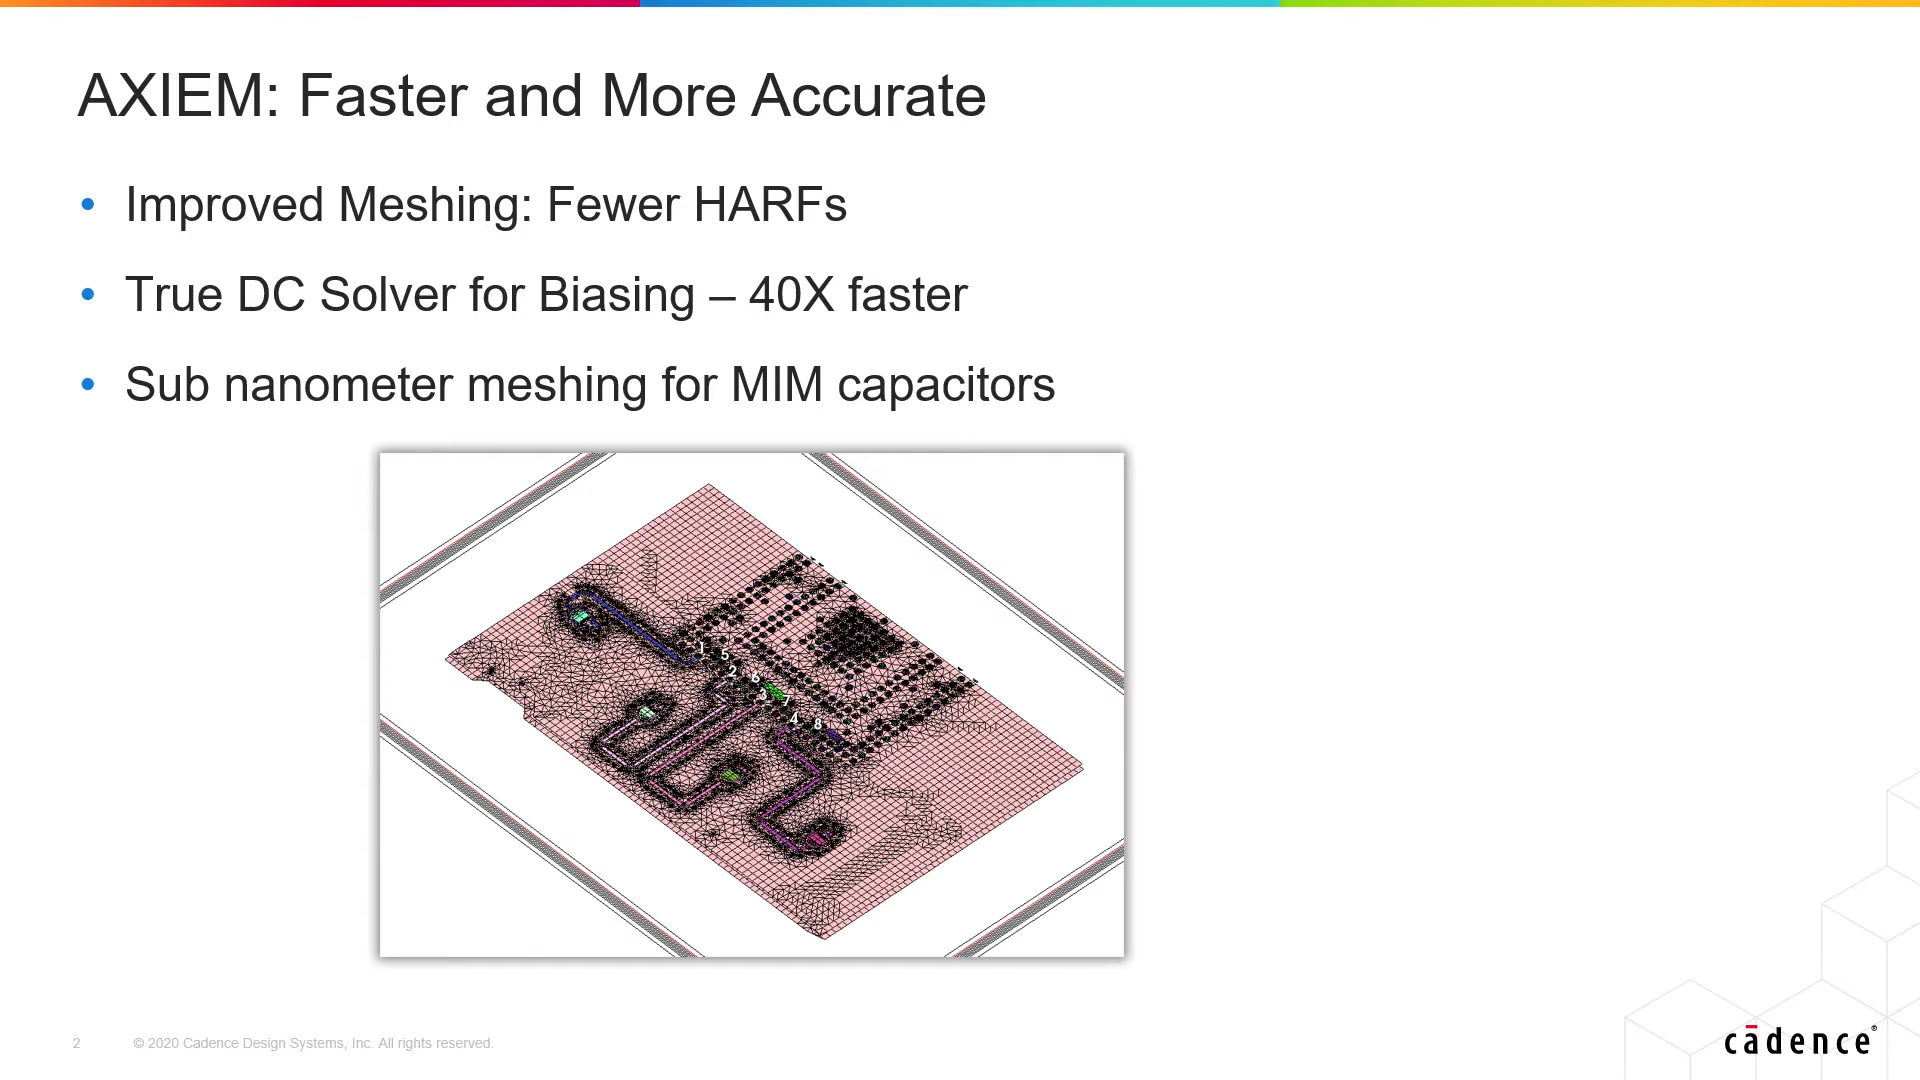 AXIEM: Faster and More Accurate
• Improved Meshing: Fewer HARFs
• True DC Solver for Biasing – 40X faster
• Sub nanometer meshing for MIM capacitors
1 5
2 6
3 7
4 8
2 © 2020 Cadence Design Systems, Inc. All rights reserved.
cādence®